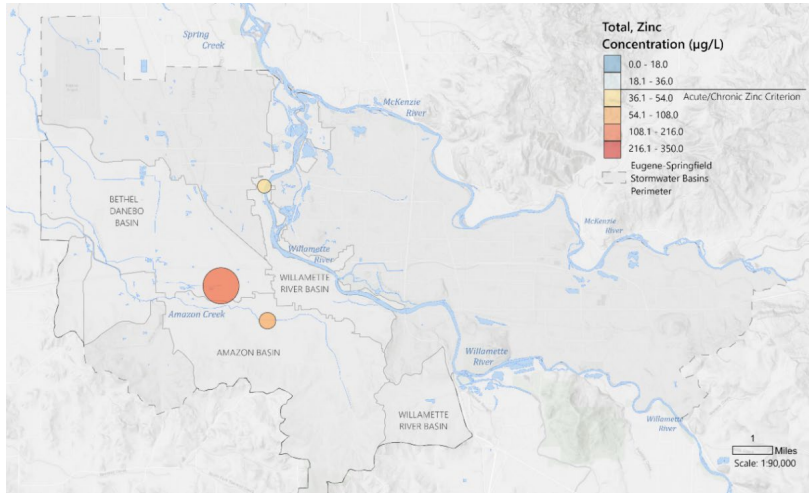 Spring
Creek
Total, Zinc
Concentration (µg/L)
0.0 - 18.0
18.1 - 36.0
36.1 - 54.0
Acute/Chronic Zinc Criterion
54.1 - 108.0
108.1 - 216.0
216.1 - 350.0
Eugene-Springfield
Stormwater Basins
Perimeter
McKenzie
River
BETHEL
DANEBO
BASIN
McKenzie
River
Willamette
River
WILLAMETTE
RIVER BASIN
Amazon Creek
AMAZON BASIN
Willamette
River
WILLAMETTE
RIVER BASIN
Willamette
River
1
Miles
Scale: 1:90,000